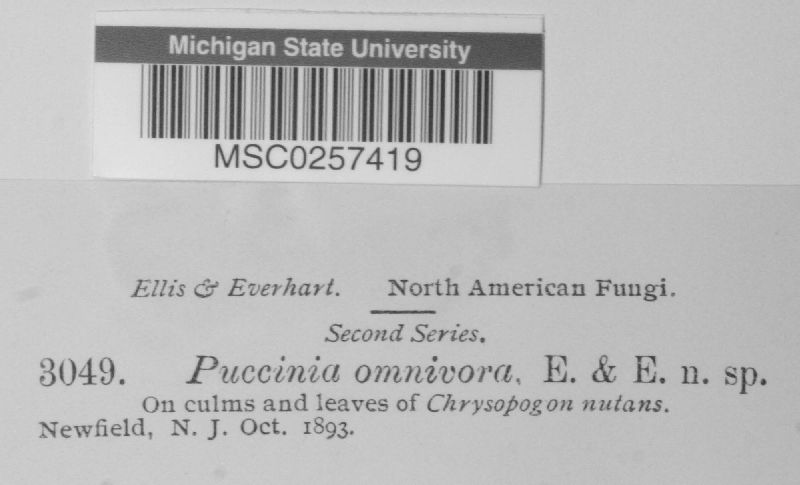 Michigan State University
MSC0257419
Ellis & Everhart. North American Fungi.
Second Series.
3049. Puccinia omnivora, E. & E. n. sp.
On culms and leaves of Chrysopogon nutans.
Newfield, N. J. Oct. 1893.